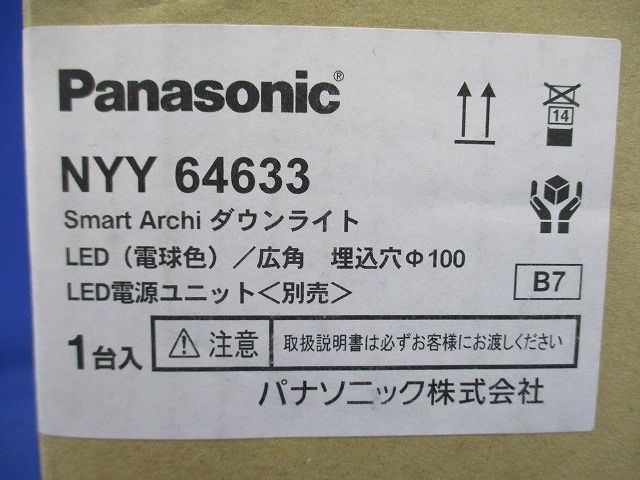 Panasonic®
NYY 64633
Smart Archi ダウンライト
LED（電球色）／広角 埋込穴Φ100
LED電源ユニット＜別売＞
14
B7
1台入
注意
取扱説明書は必ずお客様にお渡しください
パナソニック株式会社